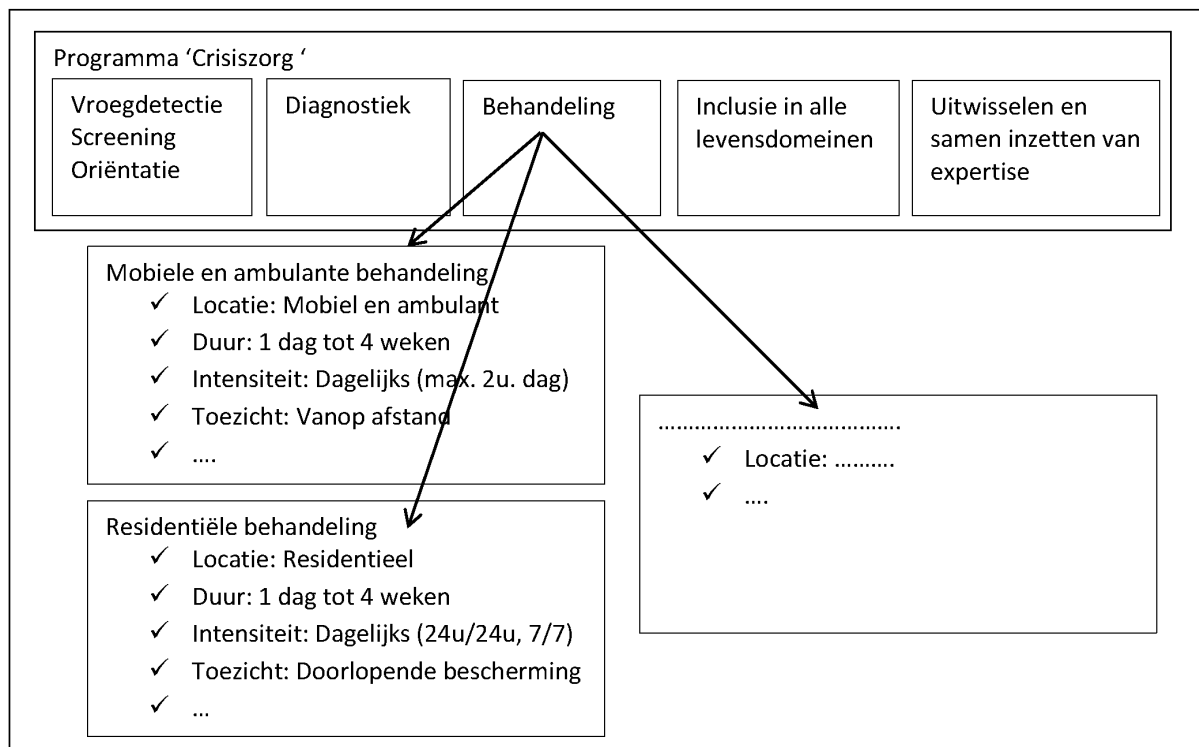 Programma ‘Crisiszorg ‘
Vroegdetectie
Screening
Oriëntatie
Diagnostiek
Behandeling
Inclusie in alle
levensdomeinen
Uitwisselen en
samen inzetten van
expertise
Mobiele en ambulante behandeling
✓ Locatie: Mobiel en ambulant
✓ Duur: 1 dag tot 4 weken
✓ Intensiteit: Dagelijks (max. 2u. dag)
✓ Toezicht: Vanop afstand
✓ ….
Residentiële behandeling
✓ Locatie: Residentieel
✓ Duur: 1 dag tot 4 weken
✓ Intensiteit: Dagelijks (24u/24u, 7/7)
✓ Toezicht: Doorlopende bescherming
✓ …
………………………………….
✓ Locatie: ……….
✓ ….